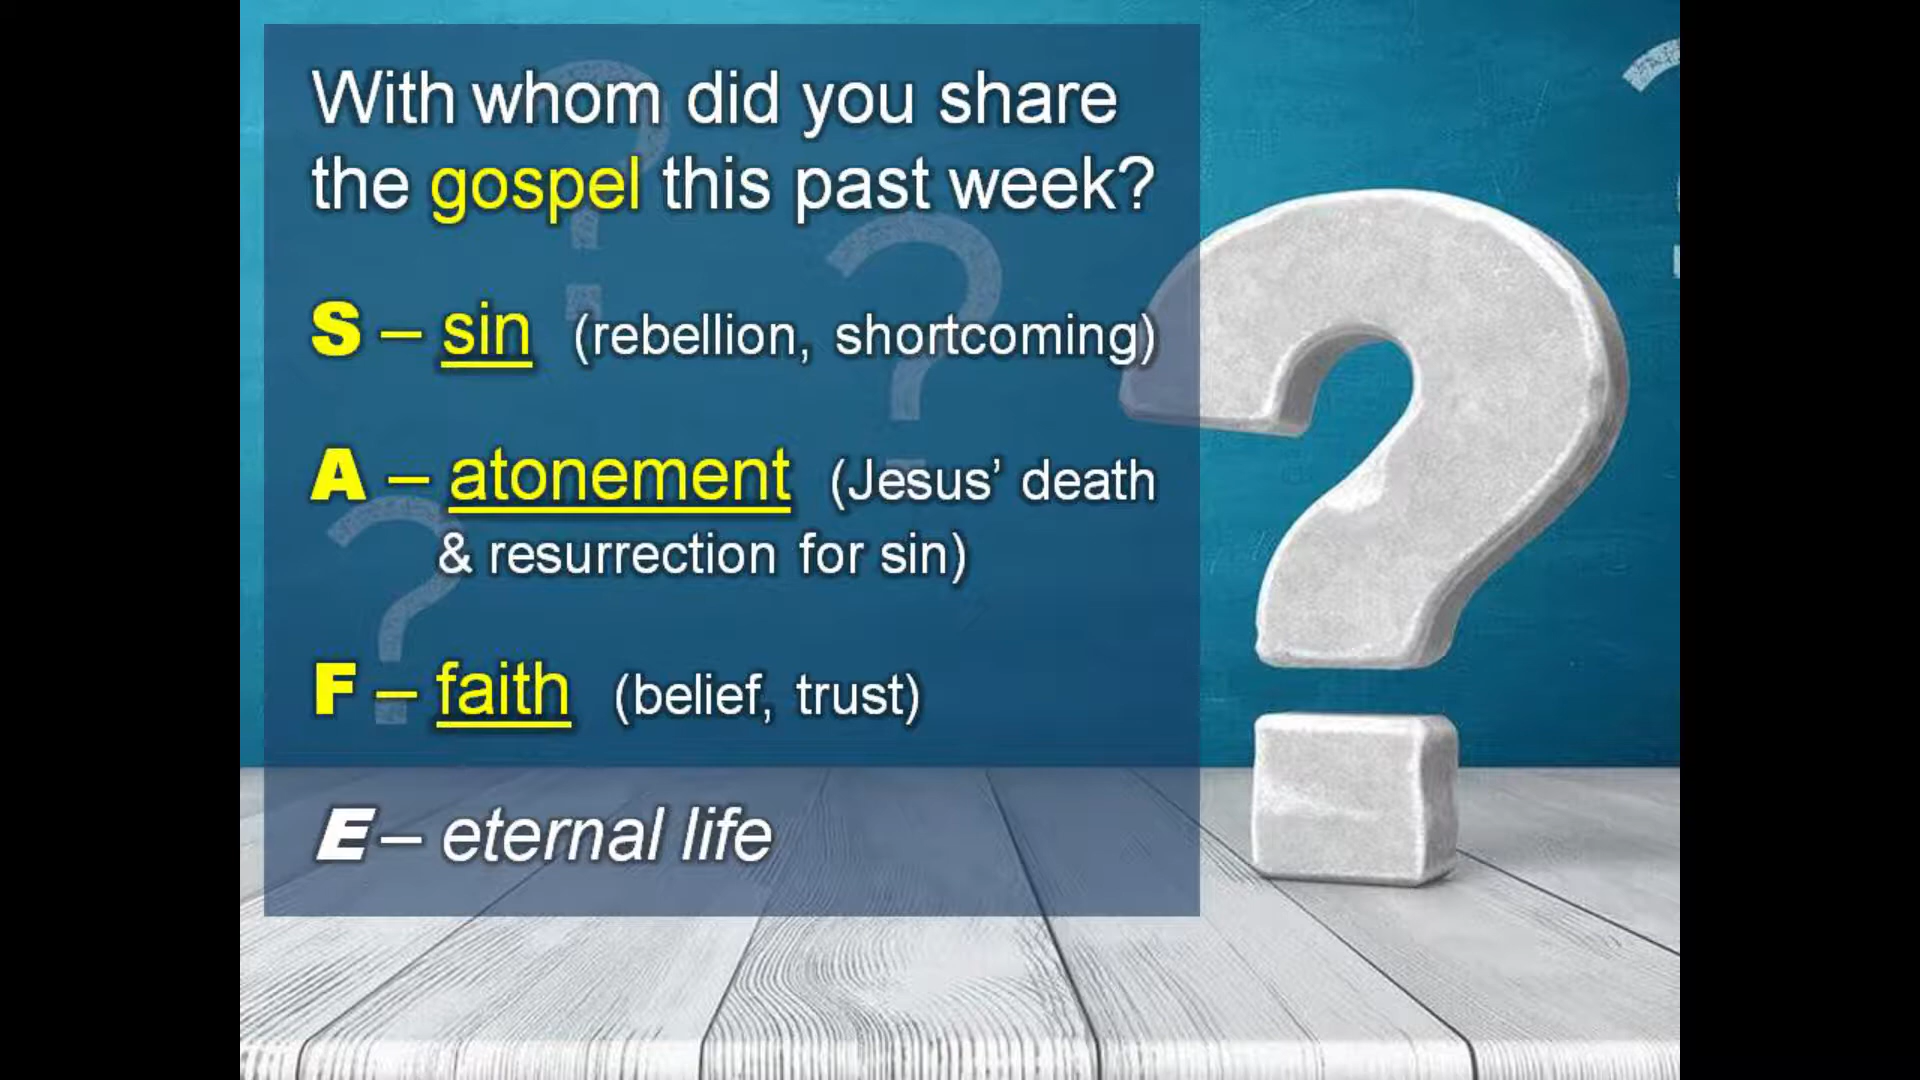 With whom did you share
the gospel this past week?
S – sin (rebellion, shortcoming)
A – atonement (Jesus’ death
& resurrection for sin)
F – faith (belief, trust)
E – eternal life